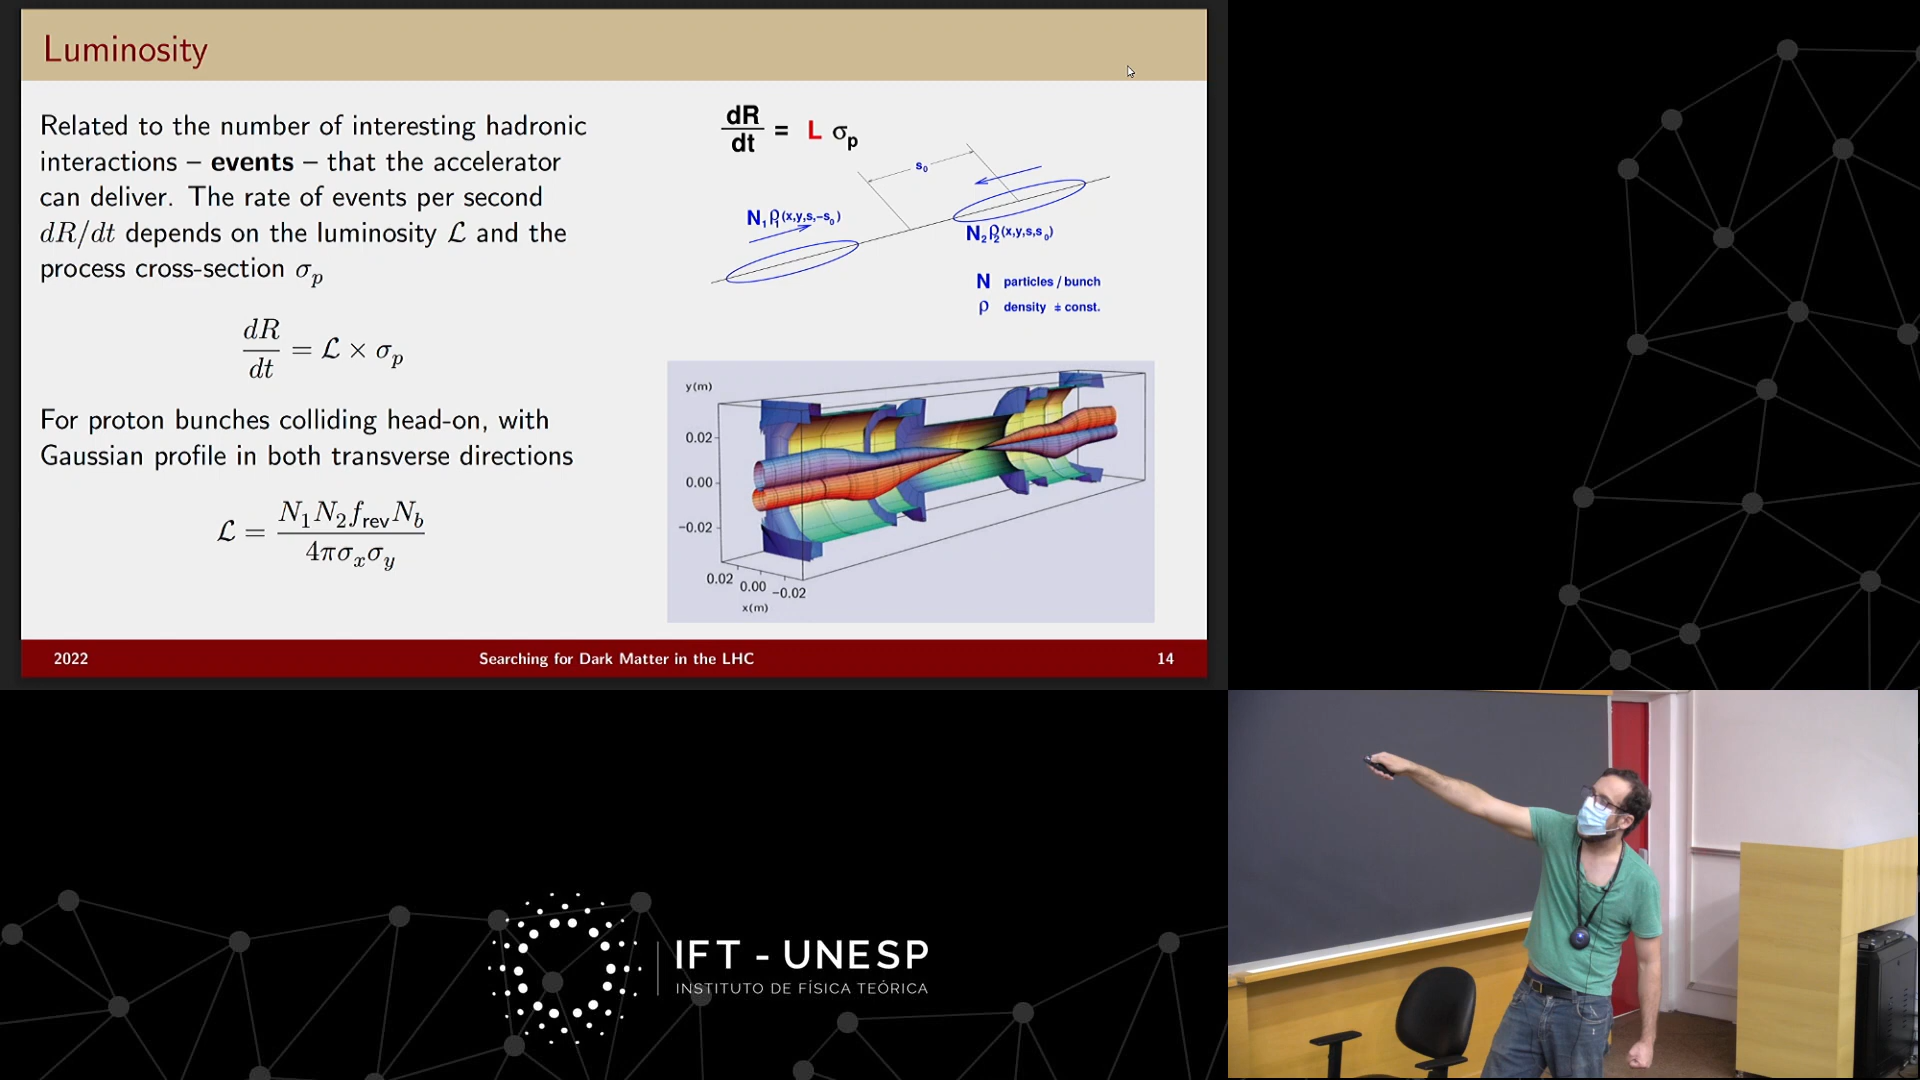 Luminosity
Related to the number of interesting hadronic
interactions – events – that the accelerator
can deliver. The rate of events per second
dR/dt depends on the luminosity ℒ and the
process cross-section σ_p
dR/dt = ℒ × σ_p
For proton bunches colliding head-on, with
Gaussian profile in both transverse directions
ℒ = N_1 N_2 f_rev N_b / 4πσ_xσ_y
dR/dt = L σ_p
s_0
N_1ρ_1(x,y,s,-s_0)
N_2ρ_2(x,y,s,s_0)
N particles / bunch
ρ density ≠ const.
y(m)
0.02
0.00
−0.02
0.02 0.00 −0.02
x(m)
2022 Searching for Dark Matter in the LHC 14
IFT - UNESP
INSTITUTO DE FÍSICA TEÓRICA